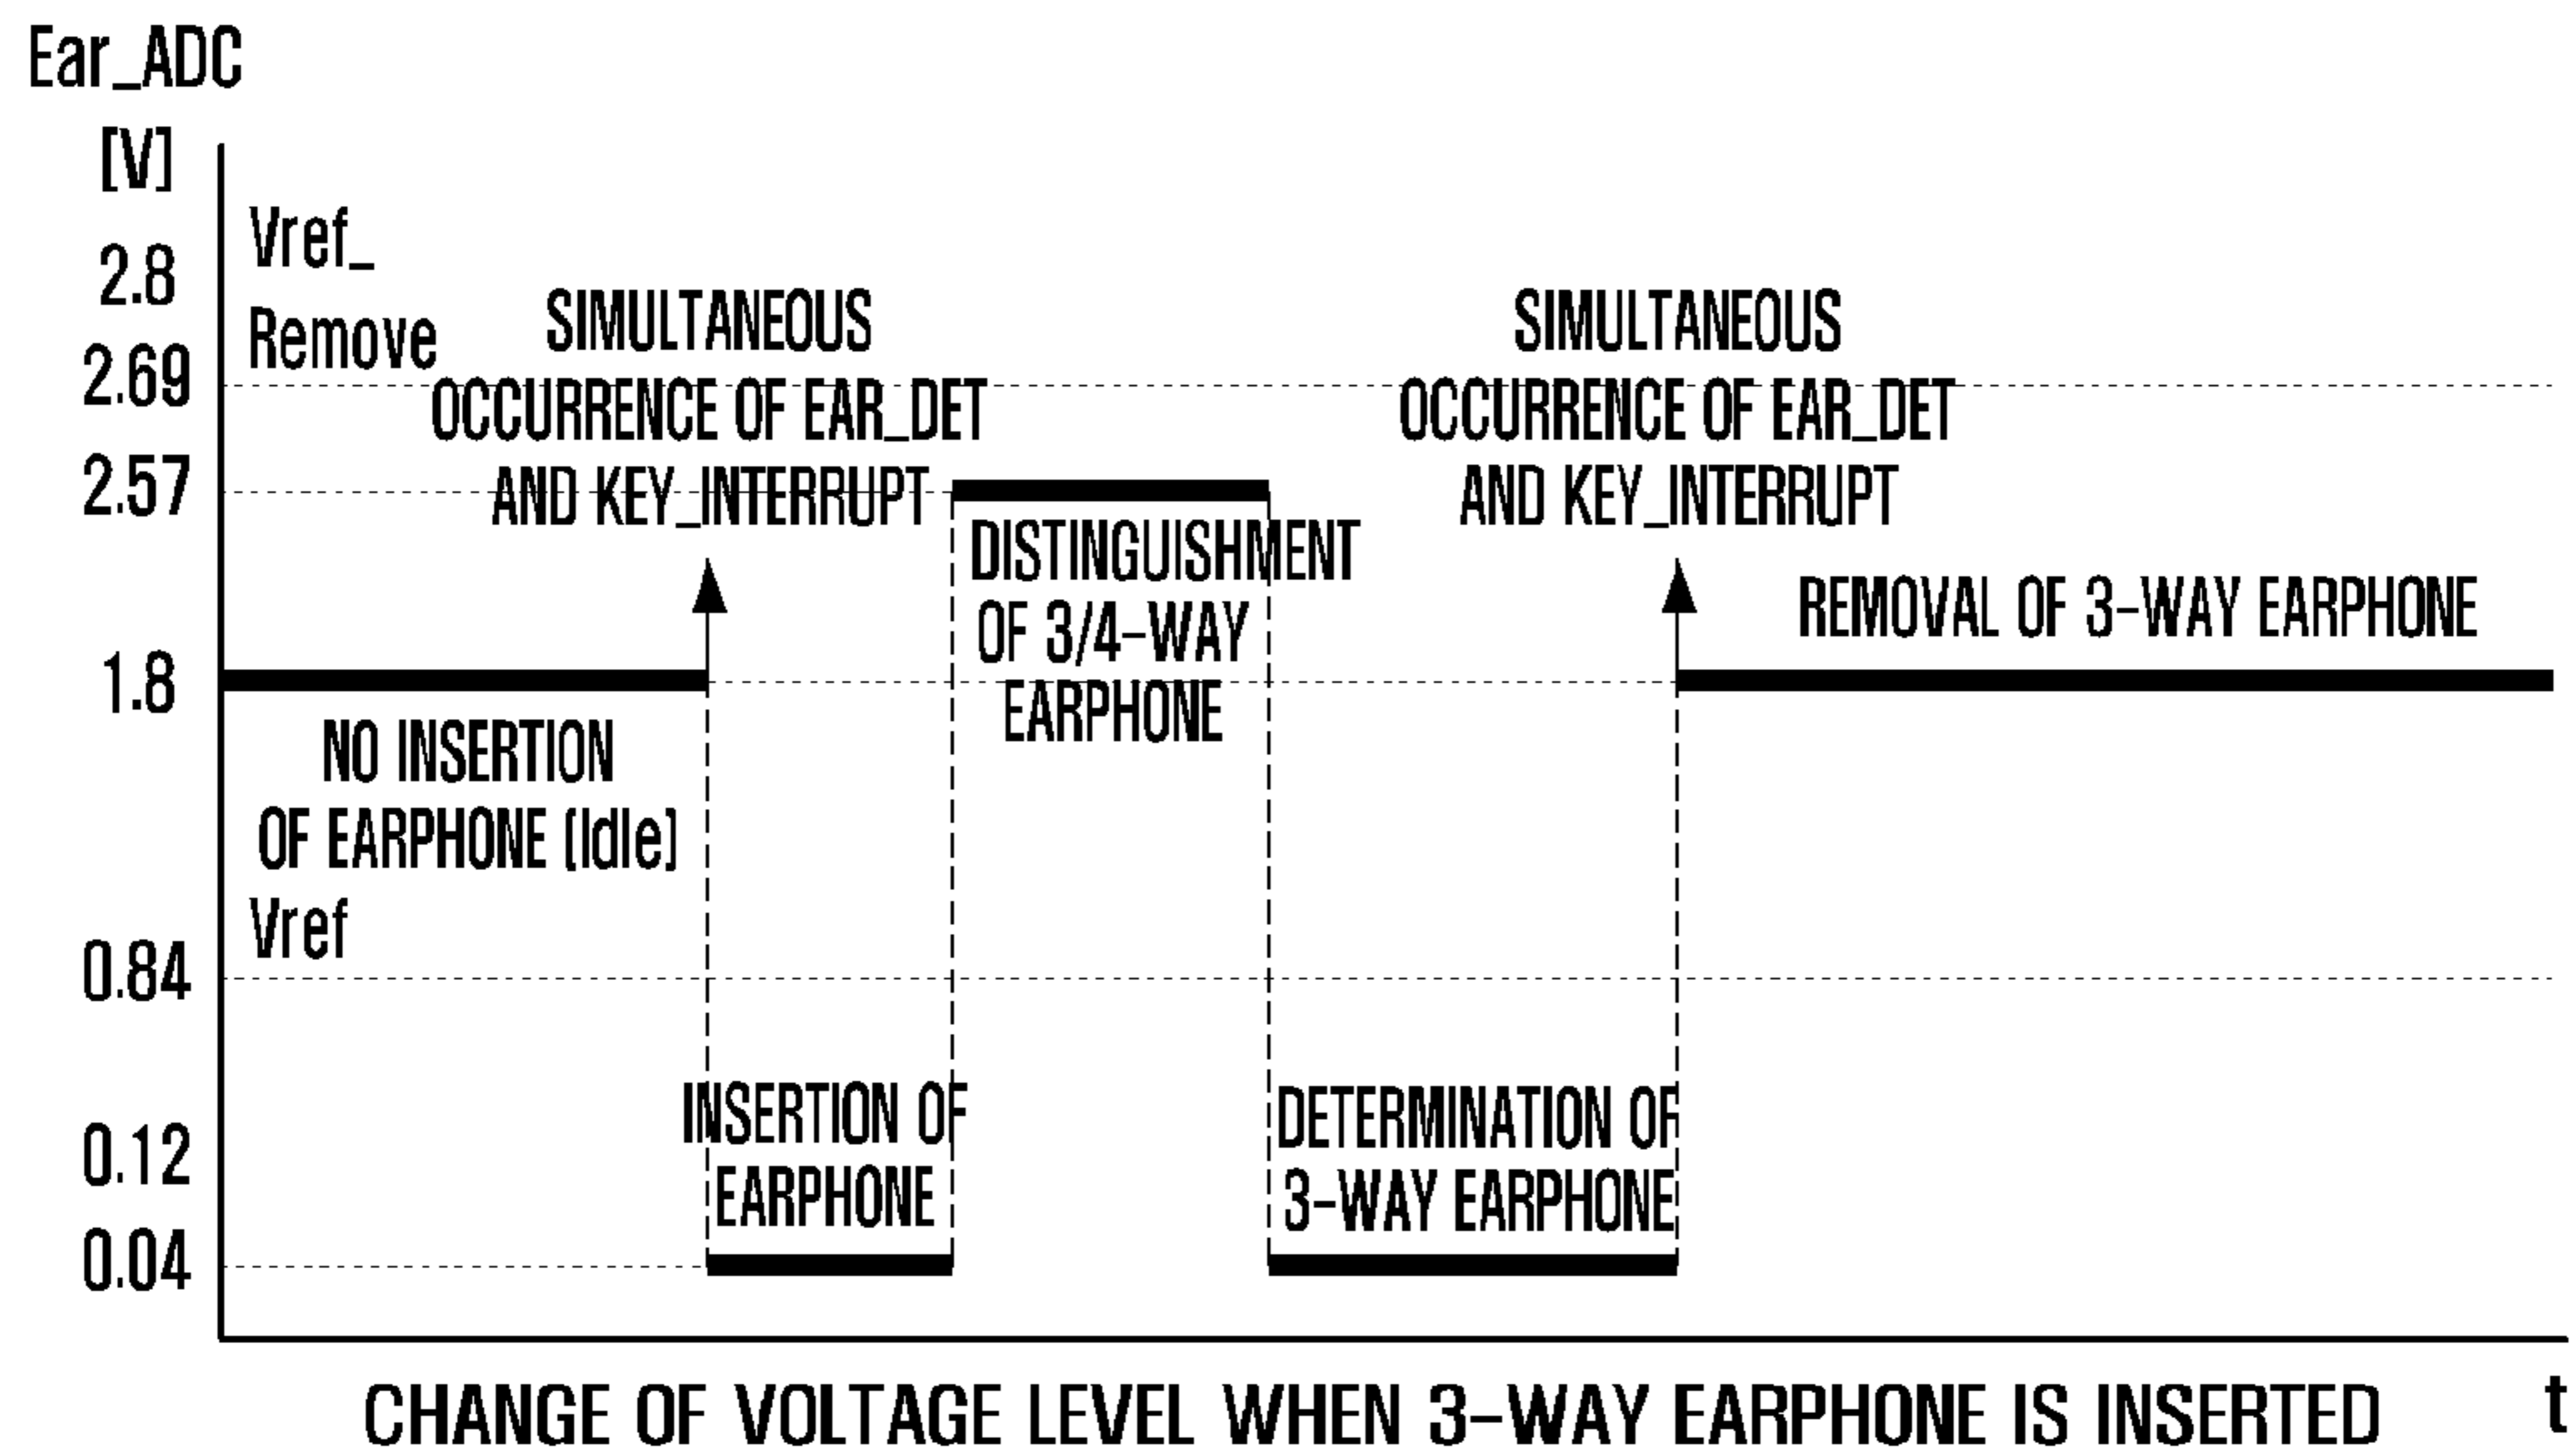 Ear_ADC
[V]
2.8
2.69
2.57
1.8
0.84
0.12
0.04
Vref_
Remove
SIMULTANEOUS
OCCURRENCE OF EAR_DET
AND KEY_INTERRUPT
DISTINGUISHMENT
OF 3/4-WAY
EARPHONE
SIMULTANEOUS
OCCURRENCE OF EAR_DET
AND KEY_INTERRUPT
REMOVAL OF 3-WAY EARPHONE
NO INSERTION
OF EARPHONE (Idle)
Vref
INSERTION OF
EARPHONE
DETERMINATION OF
3-WAY EARPHONE
CHANGE OF VOLTAGE LEVEL WHEN 3-WAY EARPHONE IS INSERTED
t